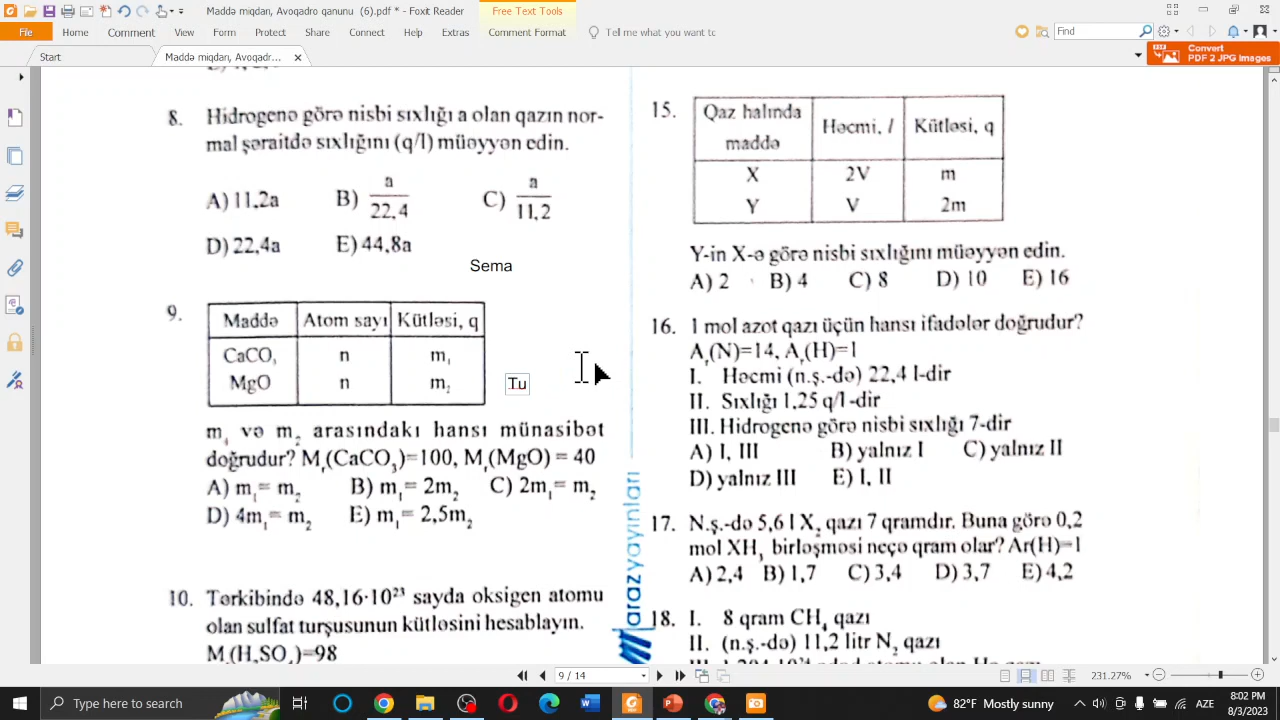 Maddə miqdarı, Avoqadro qanunu (6).pdf * - Foxit Reader
Free Text Tools
File Home Comment View Form Protect Share Connect Help Extras Comment Format Tell me what you want to Find
Start Maddə miqdarı, Avoqadr...
Convert
PDF 2 JPG Images
8. Hidrogenə görə nisbi sıxlığı a olan qazın nor-
mal şəraitdə sıxlığını (q/l) müəyyən edin.
A) 11,2a B) a/22,4 C) a/11,2
D) 22,4a E) 44,8a
Sema
9. Maddə Atom sayı Kütləsi, q
CaCO₃ n m₁
MgO n m₂
Tu
m₁ və m₂ arasındakı hansı münasibət
doğrudur? Mᵣ(CaCO₃)=100, Mᵣ(MgO) = 40
A) m₁= m₂ B) m₁= 2m₂ C) 2m₁= m₂
D) 4m₁= m₂ E) m₁= 2,5m₂
10. Tərkibində 48,16·10²³ sayda oksigen atomu
olan sulfat turşusunun kütləsini hesablayın.
Mᵣ(H₂SO₄)=98
arazyayınları
15. Qaz halında maddə Həcmi, l Kütləsi, q
X 2V m
Y V 2m
Y-in X-ə görə nisbi sıxlığını müəyyən edin.
A) 2 B) 4 C) 8 D) 10 E) 16
16. 1 mol azot qazı üçün hansı ifadələr doğrudur?
Aᵣ(N)=14, Aᵣ(H)=1
I. Həcmi (n.ş.-də) 22,4 l-dir
II. Sıxlığı 1,25 q/l-dir
III. Hidrogenə görə nisbi sıxlığı 7-dir
A) I, III B) yalnız I C) yalnız II
D) yalnız III E) I, II
17. N.ş.-də 5,6 l X₂ qazı 7 qramdır. Buna görə 0,2
mol XH₃ birləşməsi neçə qram olar? Ar(H)=1
A) 2,4 B) 1,7 C) 3,4 D) 3,7 E) 4,2
18. I. 8 qram CH₄ qazı
II. (n.ş.-də) 11,2 litr N₂ qazı
9 / 14
231.27%
Type here to search
82°F Mostly sunny
AZE
8:02 PM
8/3/2023